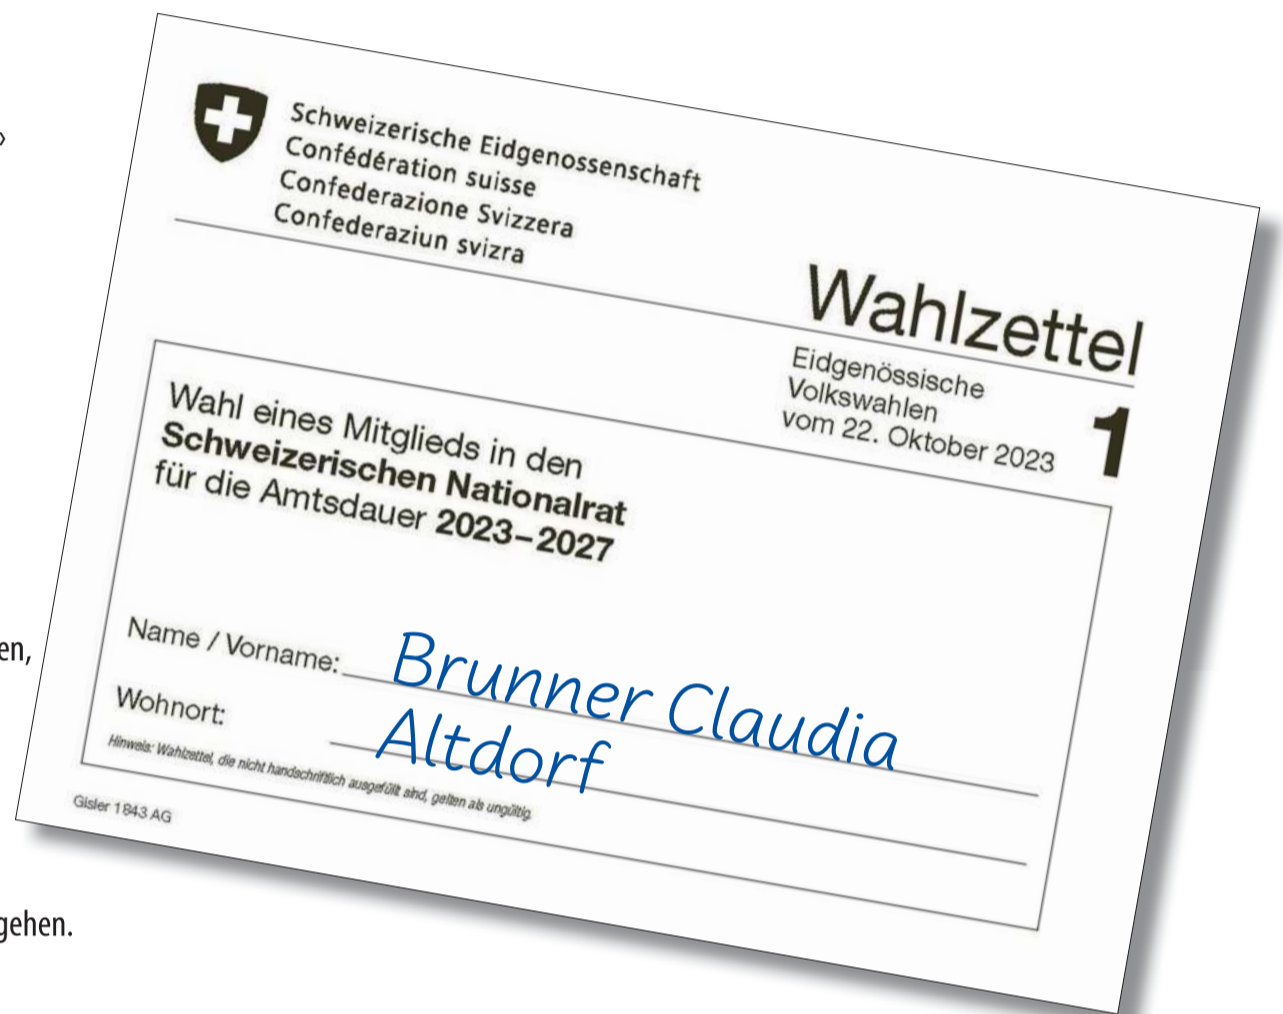 »
Schweizerische Eidgenossenschaft
Confédération suisse
Confederazione Svizzera
Confederaziun svizra
Wahlzettel
Eidgenössische
Volkswahlen
vom 22. Oktober 2023
1
Wahl eines Mitglieds in den
Schweizerischen Nationalrat
für die Amtsdauer 2023–2027
en,
Name / Vorname: Brunner Claudia
Wohnort: Altdorf
Hinweis: Wahlzettel, die nicht handschriftlich ausgefüllt sind, gelten als ungültig.
Gisler 1843 AG
gehen.